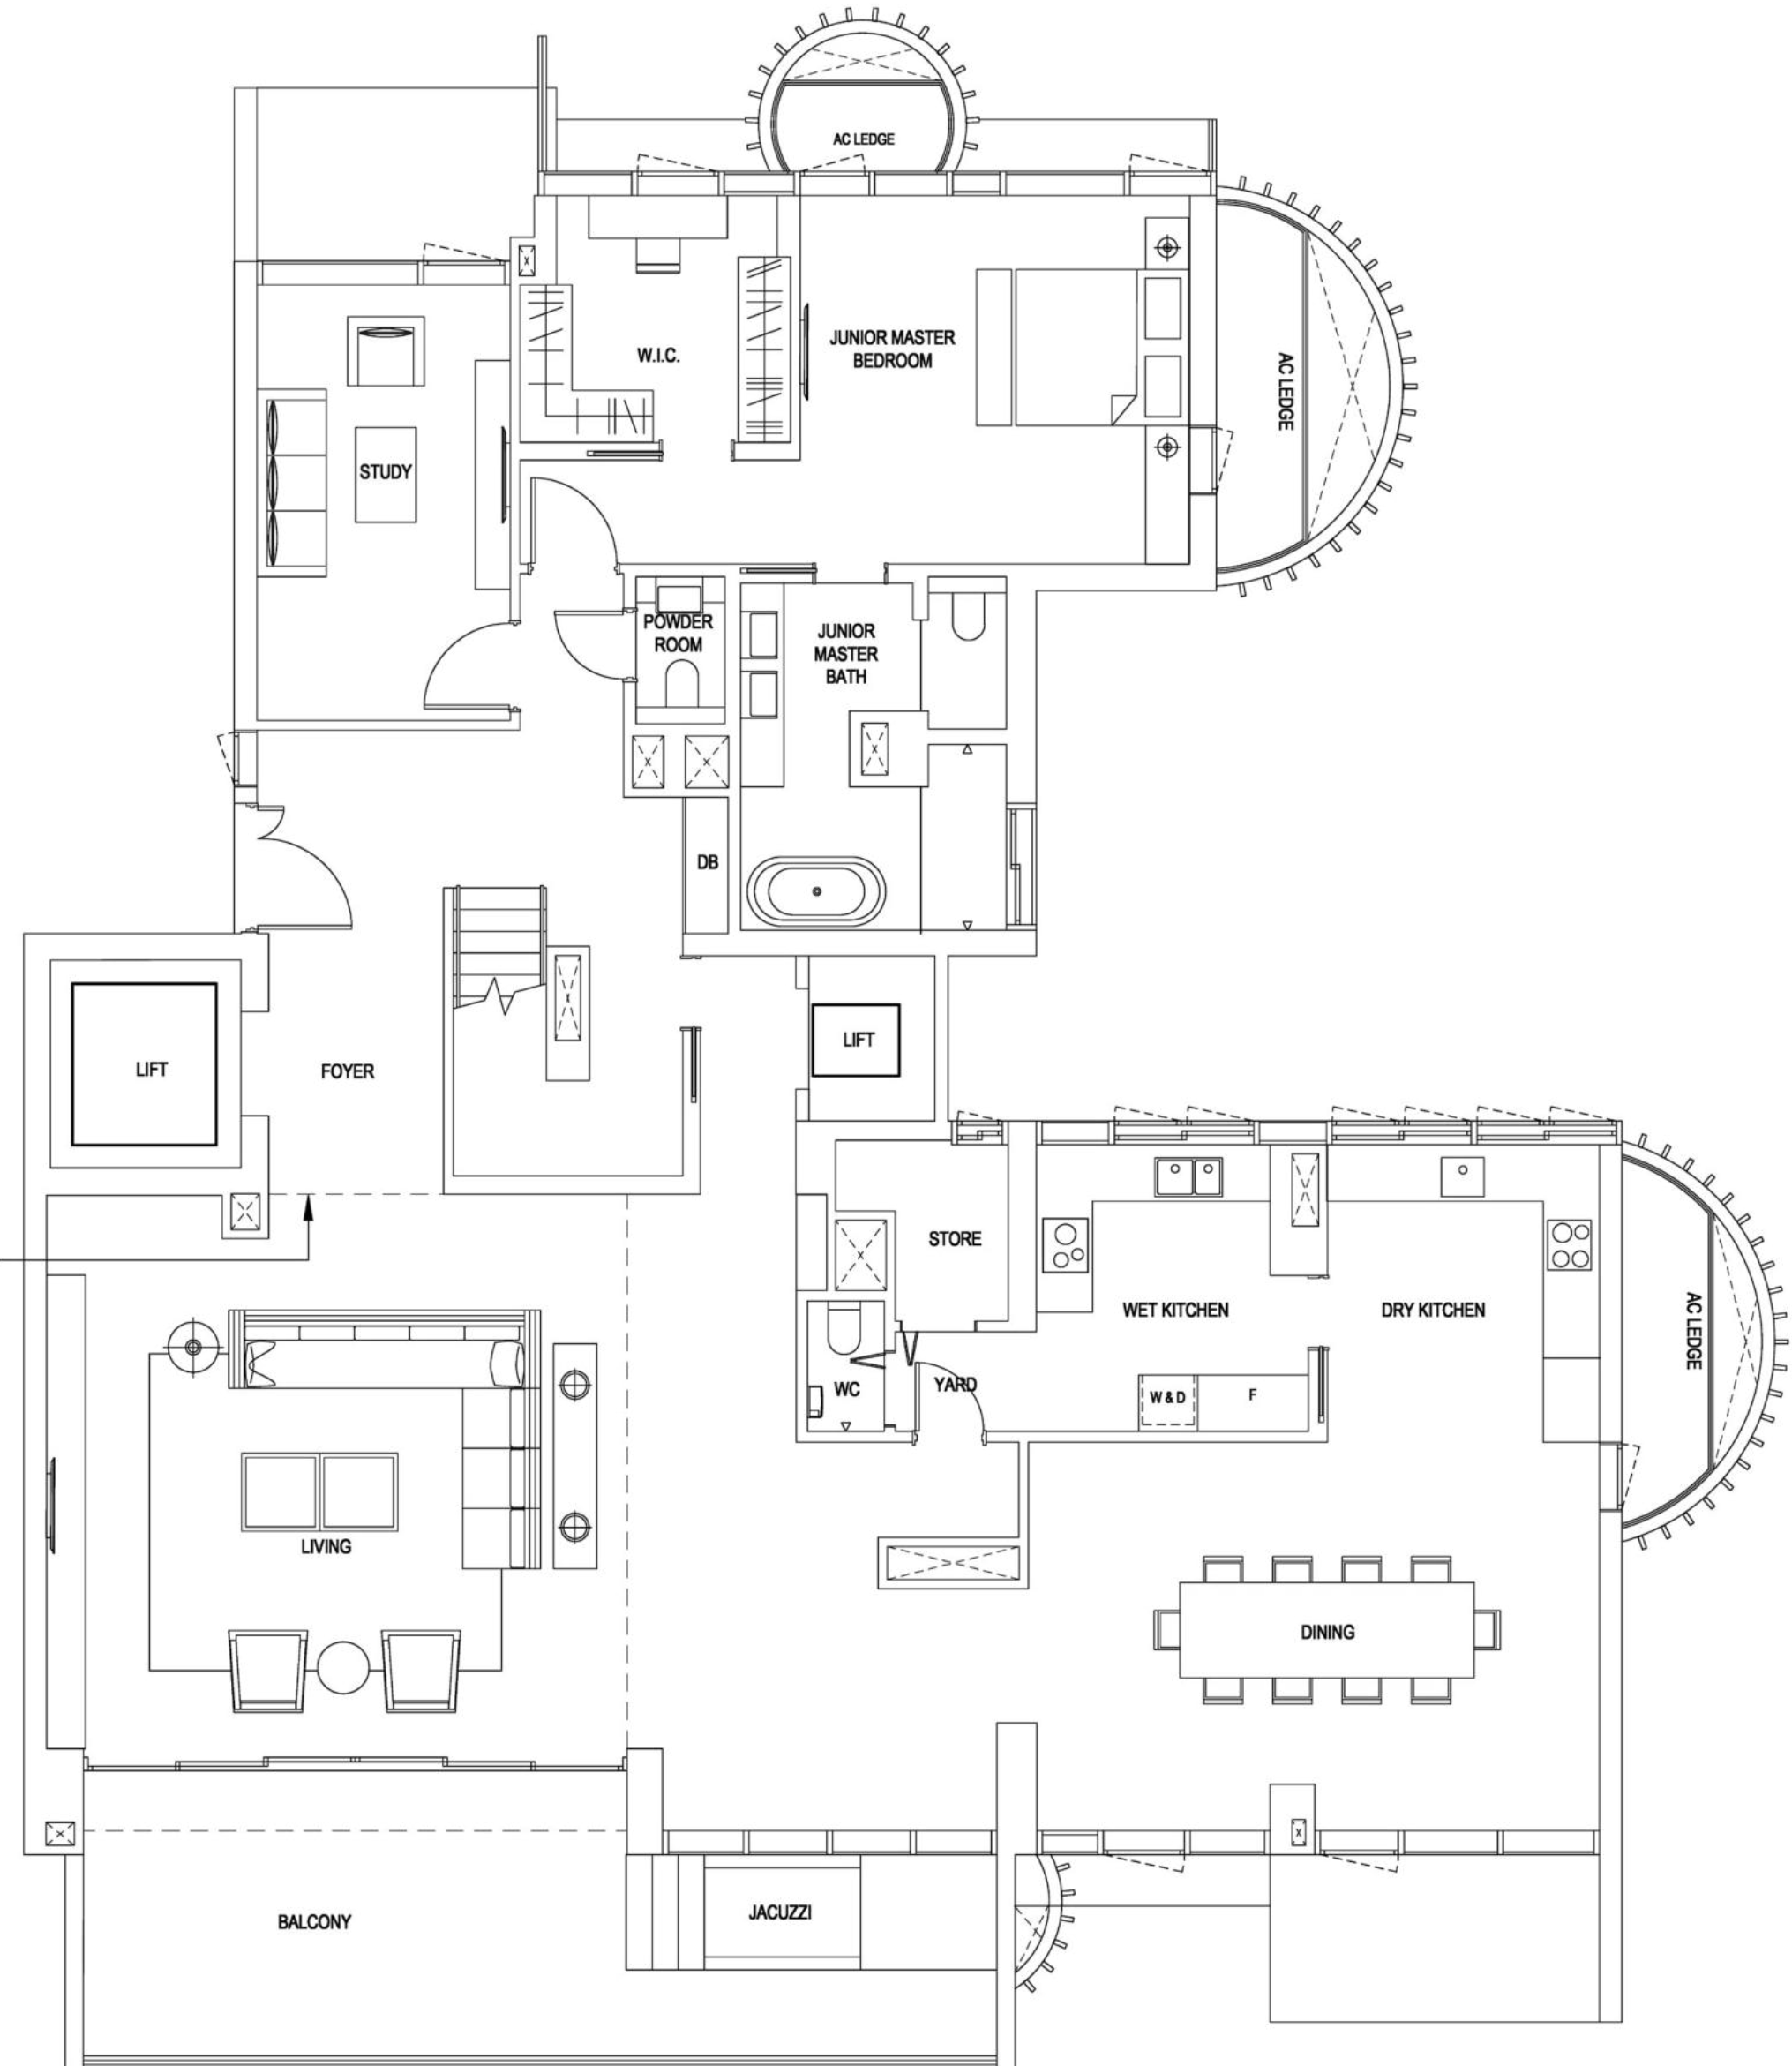 AC LEDGE
JUNIOR MASTER
BEDROOM
W.I.C.
AC LEDGE
STUDY
POWDER
ROOM
JUNIOR
MASTER
BATH
DB
LIFT
LIFT
FOYER
STORE
WET KITCHEN
DRY KITCHEN
AC LEDGE
WC
YARD
W & D
F
LIVING
DINING
JACUZZI
BALCONY